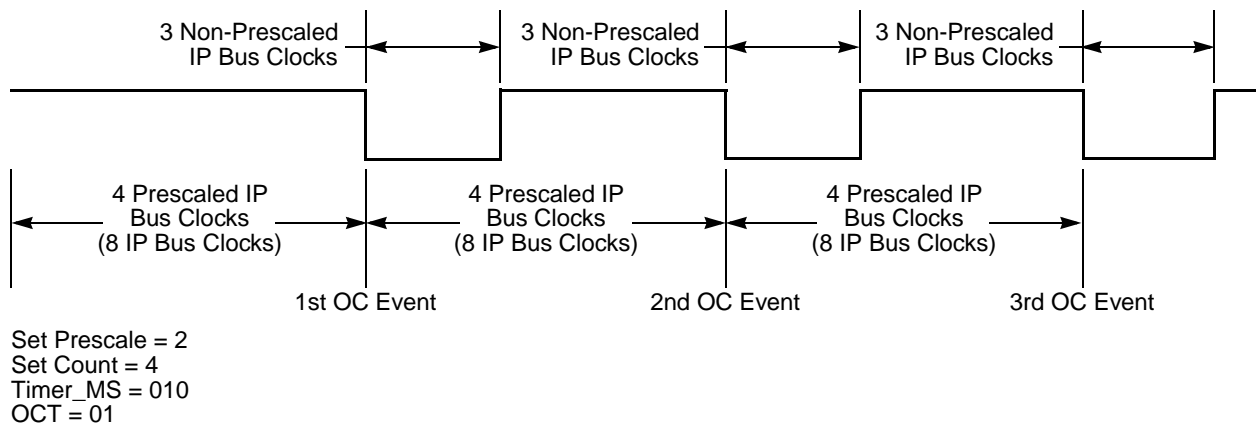 3 Non-Prescaled
IP Bus Clocks
3 Non-Prescaled
IP Bus Clocks
3 Non-Prescaled
IP Bus Clocks
4 Prescaled IP
Bus Clocks
(8 IP Bus Clocks)
4 Prescaled IP
Bus Clocks
(8 IP Bus Clocks)
4 Prescaled IP
Bus Clocks
(8 IP Bus Clocks)
1st OC Event
2nd OC Event
3rd OC Event
Set Prescale = 2
Set Count = 4
Timer_MS = 010
OCT = 01